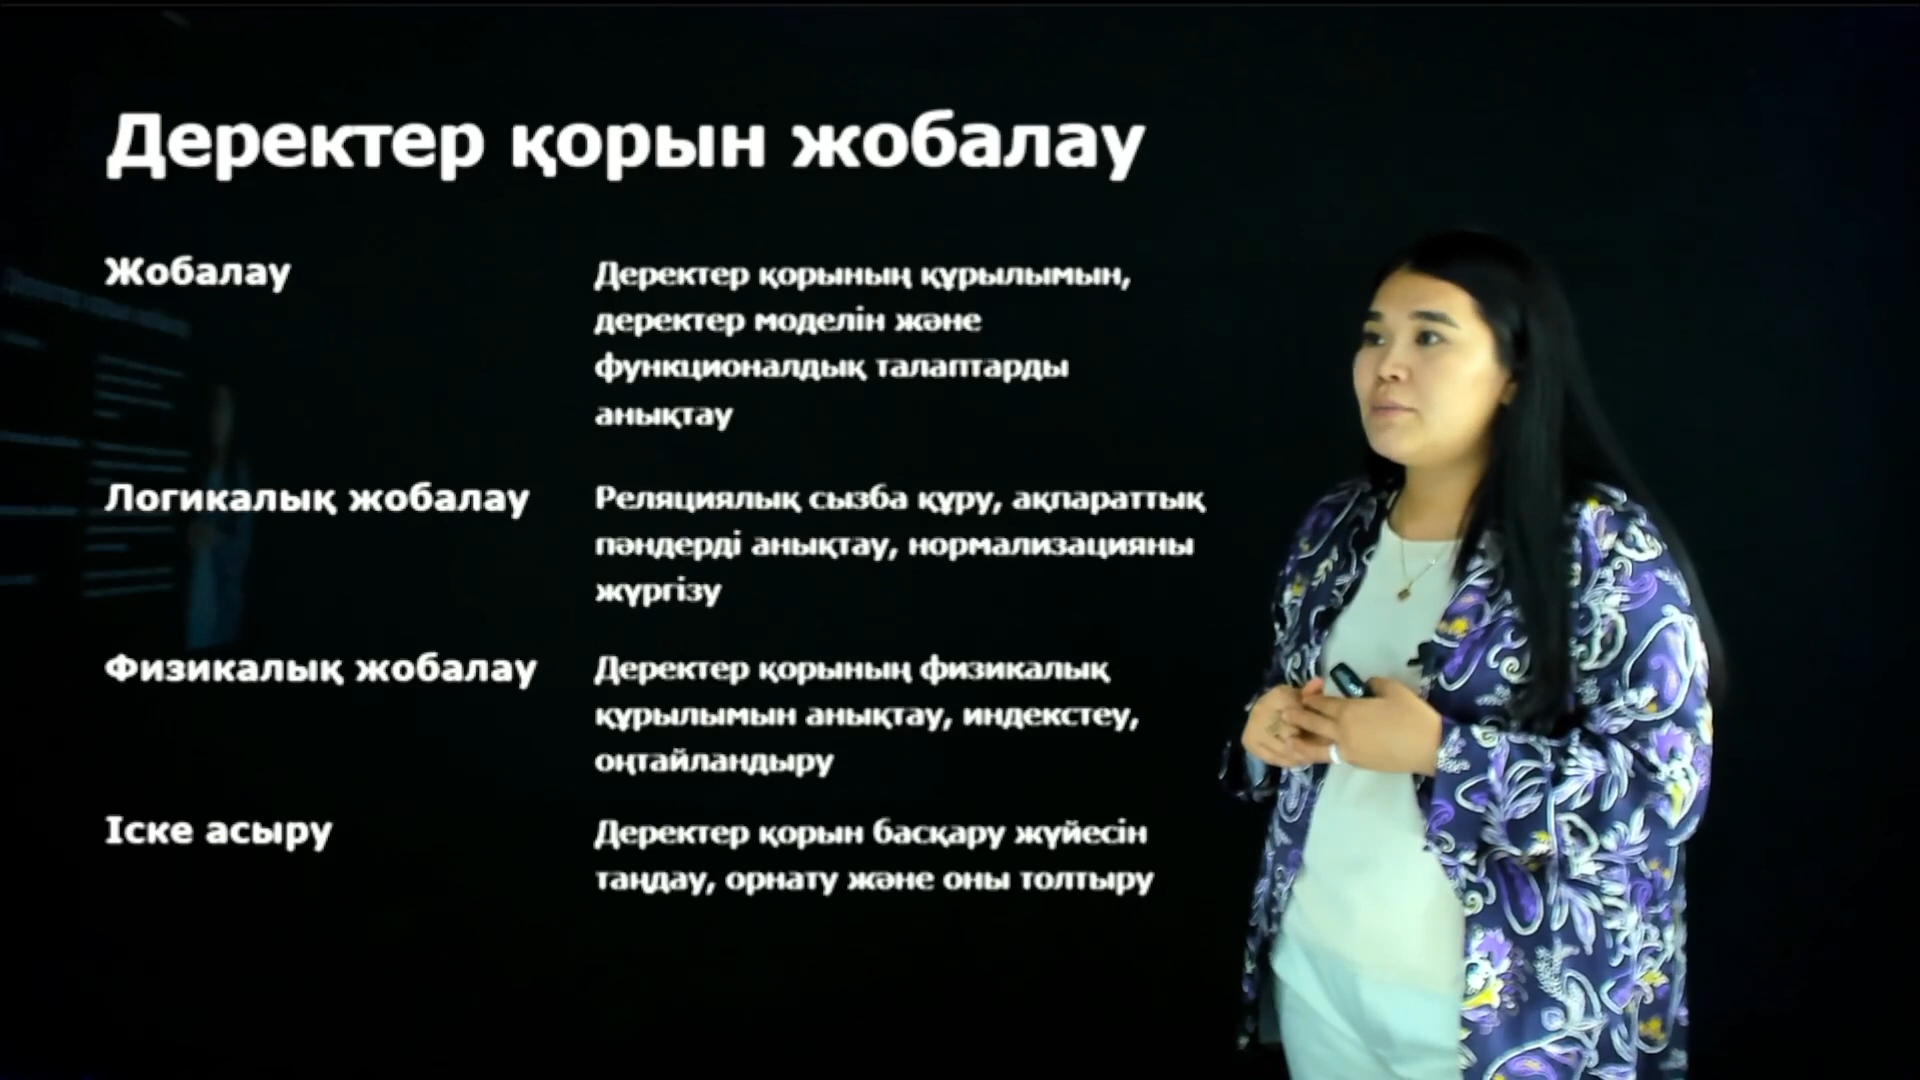 Деректер қорын жобалау
Жобалау
Деректер қорының құрылымын,
деректер моделін және
функционалдық талаптарды
анықтау
Логикалық жобалау
Реляциялық сызба құру, ақпараттық
пәндерді анықтау, нормализацияны
жүргізу
Физикалық жобалау
Деректер қорының физикалық
құрылымын анықтау, индекстеу,
оңтайландыру
Іске асыру
Деректер қорын басқару жүйесін
таңдау, орнату және оны толтыру